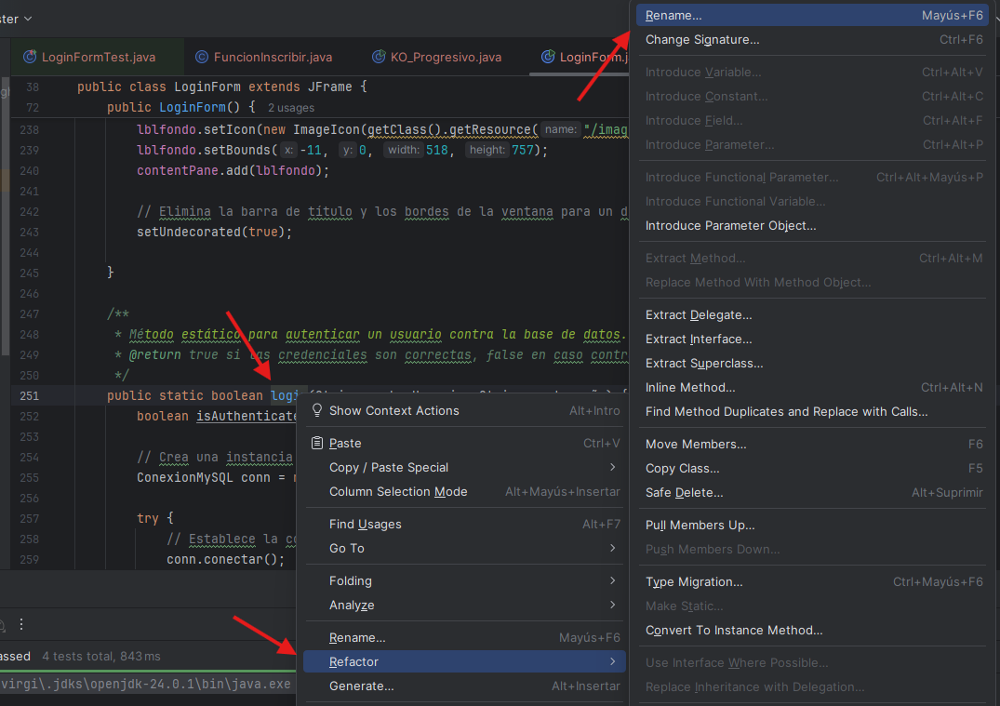 ster
LoginFormTest.java
FuncionInscribir.java
KO_Progresivo.java
LoginForm.j
38 public class LoginForm extends JFrame {
72 public LoginForm() { 2 usages
238 lblfondo.setIcon(new ImageIcon(getClass().getResource( name: "/imag
239 lblfondo.setBounds( x: -11, y: 0, width: 518, height: 757);
240 contentPane.add(lblfondo);
241
242 // Elimina la barra de título y los bordes de la ventana para un d
243 setUndecorated(true);
244
245 }
246
247 /**
248 * Método estático para autenticar un usuario contra la base de datos.
249 * @return true si las credenciales son correctas, false en caso contr
250 */
251 public static boolean logi
252 boolean isAuthenticate
253
254 // Crea una instancia
255 ConexionMySQL conn = n
256
257 try {
258 // Establece la co
259 conn.conectar();
assed 4 tests total, 843 ms
virgi\.jdks\openjdk-24.0.1\bin\java.exe
Show Context Actions Alt+Intro
Paste Ctrl+V
Copy / Paste Special
Column Selection Mode Alt+Mayús+Insertar
Find Usages Alt+F7
Go To
Folding
Analyze
Rename... Mayús+F6
Refactor
Generate... Alt+Insertar
Rename... Mayús+F6
Change Signature... Ctrl+F6
Introduce Variable... Ctrl+Alt+V
Introduce Constant... Ctrl+Alt+C
Introduce Field... Ctrl+Alt+F
Introduce Parameter... Ctrl+Alt+P
Introduce Functional Parameter... Ctrl+Alt+Mayús+P
Introduce Functional Variable...
Introduce Parameter Object...
Extract Method... Ctrl+Alt+M
Replace Method With Method Object...
Extract Delegate...
Extract Interface...
Extract Superclass...
Inline Method... Ctrl+Alt+N
Find Method Duplicates and Replace with Calls...
Move Members... F6
Copy Class... F5
Safe Delete... Alt+Suprimir
Pull Members Up...
Push Members Down...
Type Migration... Ctrl+Mayús+F6
Make Static...
Convert To Instance Method...
Use Interface Where Possible...
Replace Inheritance with Delegation...